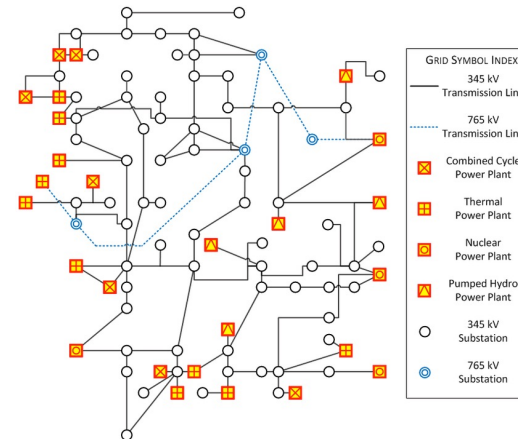 GRID SYMBOL INDEX
345 kV
Transmission Lin
765 kV
Transmission Lin
Combined Cycle
Power Plant
Thermal
Power Plant
Nuclear
Power Plant
Pumped Hydro
Power Plant
345 kV
Substation
765 kV
Substation